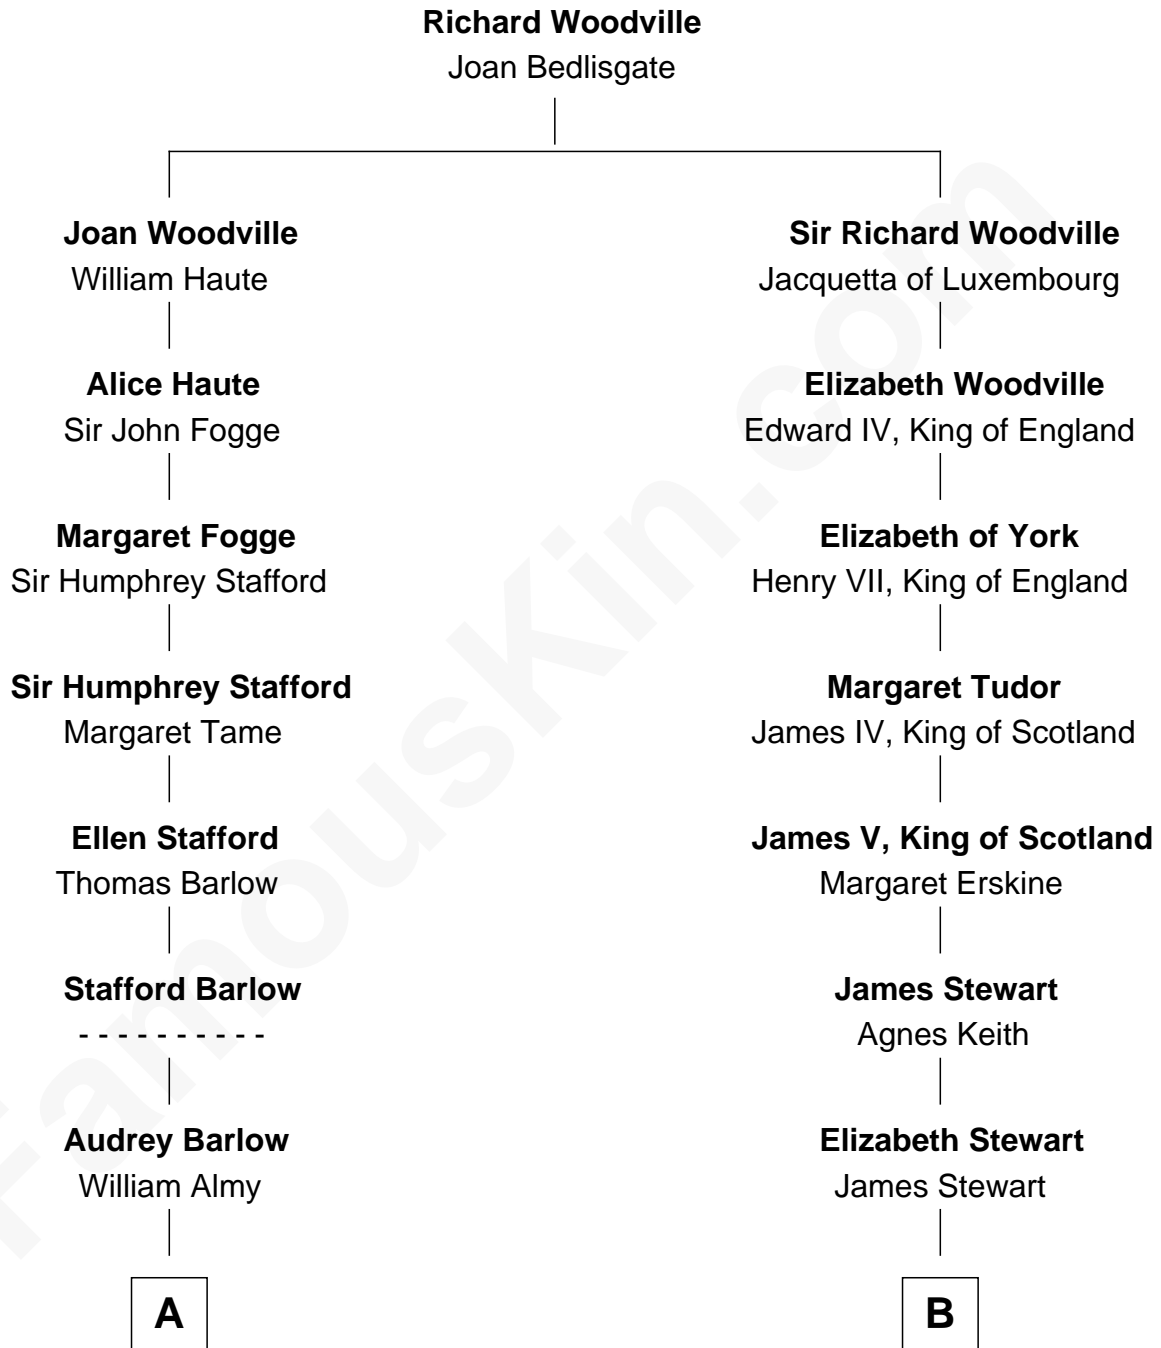 Richard Woodville
Joan Bedlisgate
Joan Woodville
William Haute
Alice Haute
Sir John Fogge
Margaret Fogge
Sir Humphrey Stafford
Sir Humphrey Stafford
Margaret Tame
Ellen Stafford
Thomas Barlow
Stafford Barlow
- - - - - - - - - -
Audrey Barlow
William Almy
A
Sir Richard Woodville
Jacquetta of Luxembourg
Elizabeth Woodville
Edward IV, King of England
Elizabeth of York
Henry VII, King of England
Margaret Tudor
James IV, King of Scotland
James V, King of Scotland
Margaret Erskine
James Stewart
Agnes Keith
Elizabeth Stewart
James Stewart
B
FamousKin.com